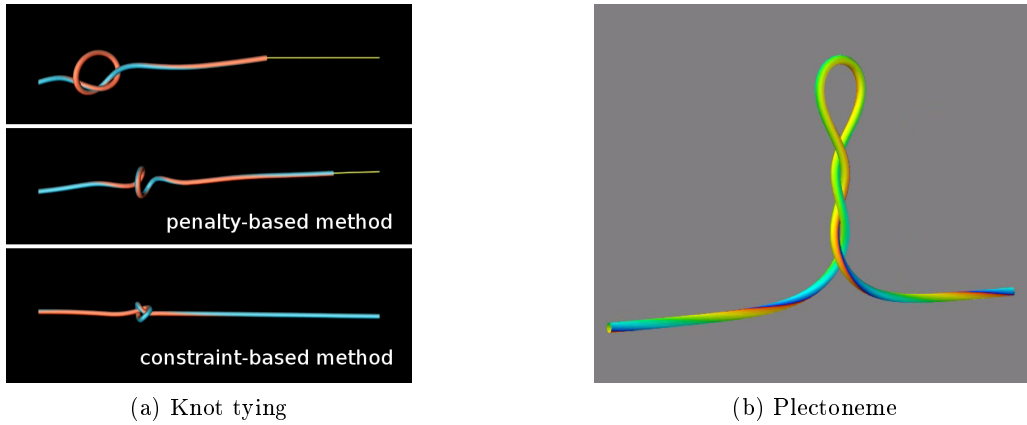 penalty-based method
constraint-based method
(a) Knot tying
(b) Plectoneme